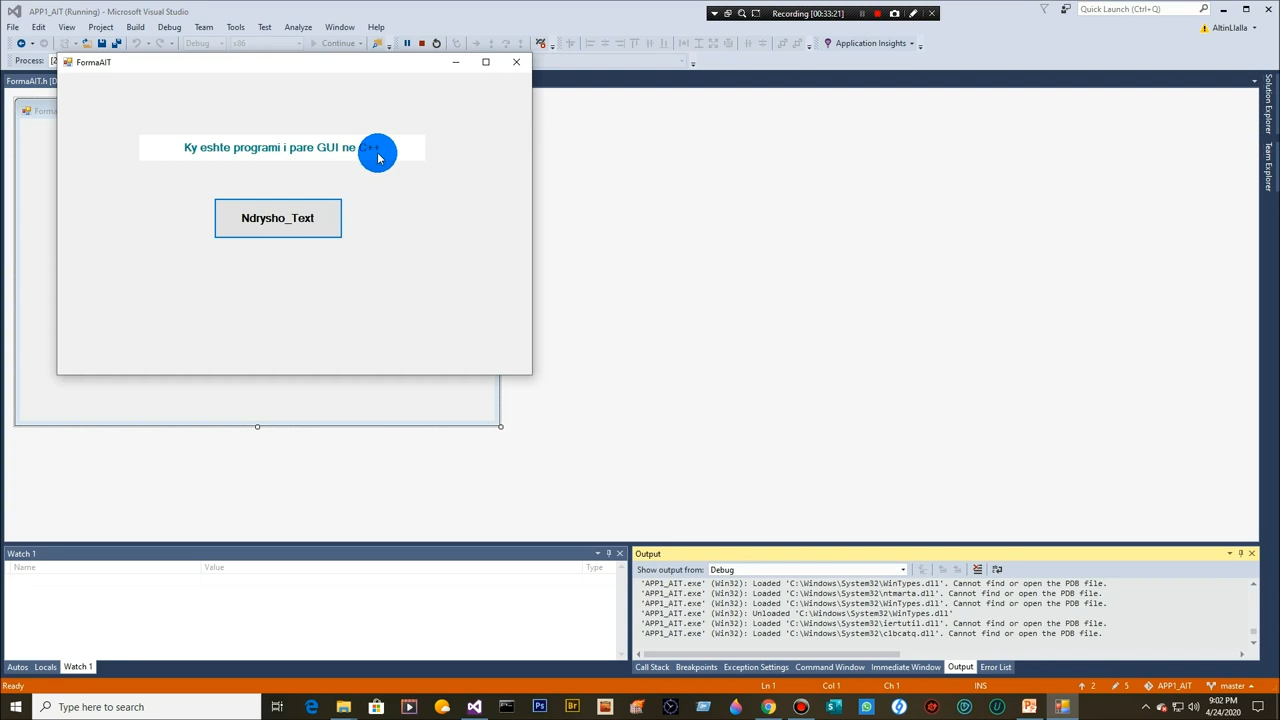 APP1_AIT (Running) - Microsoft Visual Studio
Recording [00:33:21]
Quick Launch (Ctrl+Q)
File Edit View Project Build Debug Team Tools Test Analyze Window Help
AltinLlalla
Debug x86 Continue Application Insights
Process:
FormaAIT.h [D
FormaAIT
Forma
Ky eshte programi i pare GUI ne C++
Ndrysho_Text
Solution Explorer
Team Explorer
Watch 1
Name Value Type
Output
Show output from: Debug
'APP1_AIT.exe' (Win32): Loaded 'C:\Windows\System32\WinTypes.dll'. Cannot find or open the PDB file.
'APP1_AIT.exe' (Win32): Loaded 'C:\Windows\System32\ntmarta.dll'. Cannot find or open the PDB file.
'APP1_AIT.exe' (Win32): Loaded 'C:\Windows\System32\WinTypes.dll'. Cannot find or open the PDB file.
'APP1_AIT.exe' (Win32): Unloaded 'C:\Windows\System32\WinTypes.dll'
'APP1_AIT.exe' (Win32): Loaded 'C:\Windows\System32\iertutil.dll'. Cannot find or open the PDB file.
'APP1_AIT.exe' (Win32): Loaded 'C:\Windows\System32\clbcatq.dll'. Cannot find or open the PDB file.
Autos Locals Watch 1
Call Stack Breakpoints Exception Settings Command Window Immediate Window Output Error List
Ready Ln 1 Col 1 Ch 1 INS 2 5 APP1_AIT master
Type here to search
9:02 PM
4/24/2020